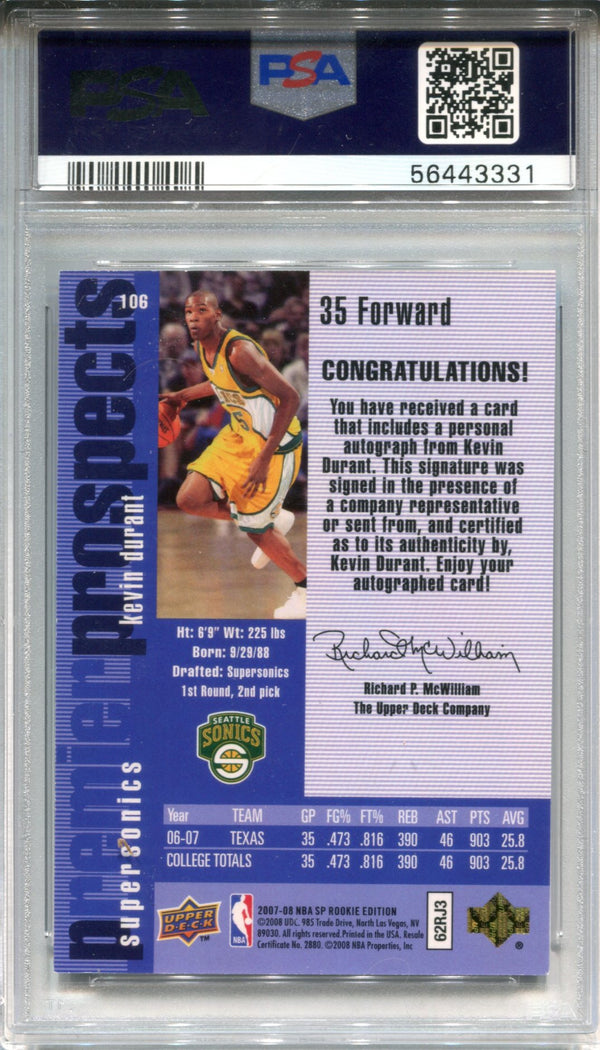 PSA
PSA
56443331
106
premier prospects
kevin durant
supersonics
35 Forward
CONGRATULATIONS!
You have received a card
that includes a personal
autograph from Kevin
Durant. This signature was
signed in the presence of
a company representative
or sent from, and certified
as to its authenticity by,
Kevin Durant. Enjoy your
autographed card!
Richard McWilliam
Richard P. McWilliam
The Upper Deck Company
Ht: 6'9" Wt: 225 lbs
Born: 9/29/88
Drafted: Supersonics
1st Round, 2nd pick
SEATTLE
SONICS
Year TEAM GP FG% FT% REB AST PTS AVG
06-07 TEXAS 35 .473 .816 390 46 903 25.8
COLLEGE TOTALS 35 .473 .816 390 46 903 25.8
UPPER
DECK
TM
NBA
2007-08 NBA SP ROOKIE EDITION
©2008 UDC. 985 Trade Drive, North Las Vegas, NV
89030. All rights reserved. Printed in the USA. Resale
Certificate No. 2880. ©2008 NBA Properties, Inc
62RJ3
®